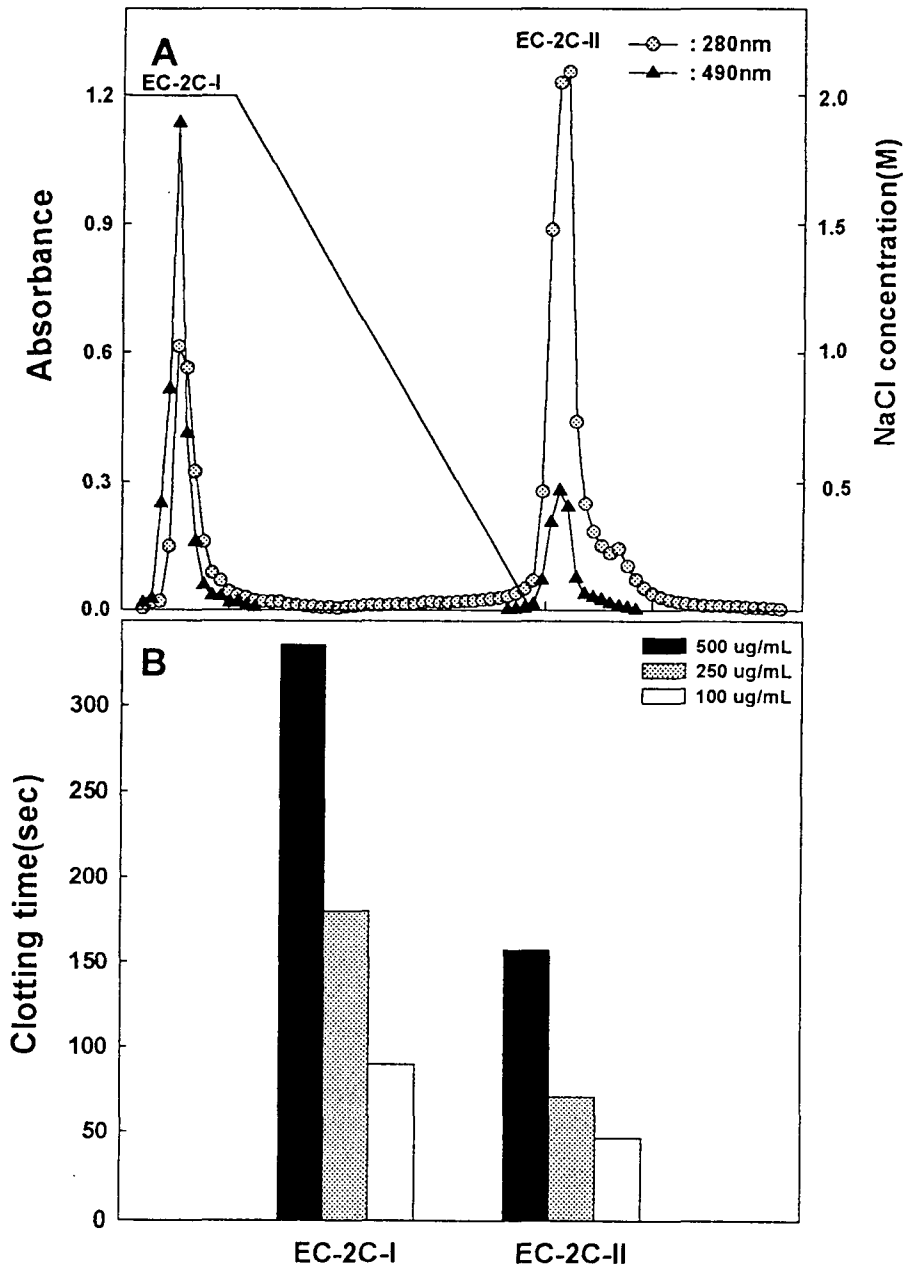 A
EC-2C-I
EC-2C-II
: 280nm
: 490nm
1.2
0.9
0.6
0.3
0.0
Absorbance
2.0
1.5
1.0
0.5
NaCl concentration(M)
B
500 ug/mL
250 ug/mL
100 ug/mL
300
350
250
200
150
100
50
0
Clotting time(sec)
EC-2C-I
EC-2C-II